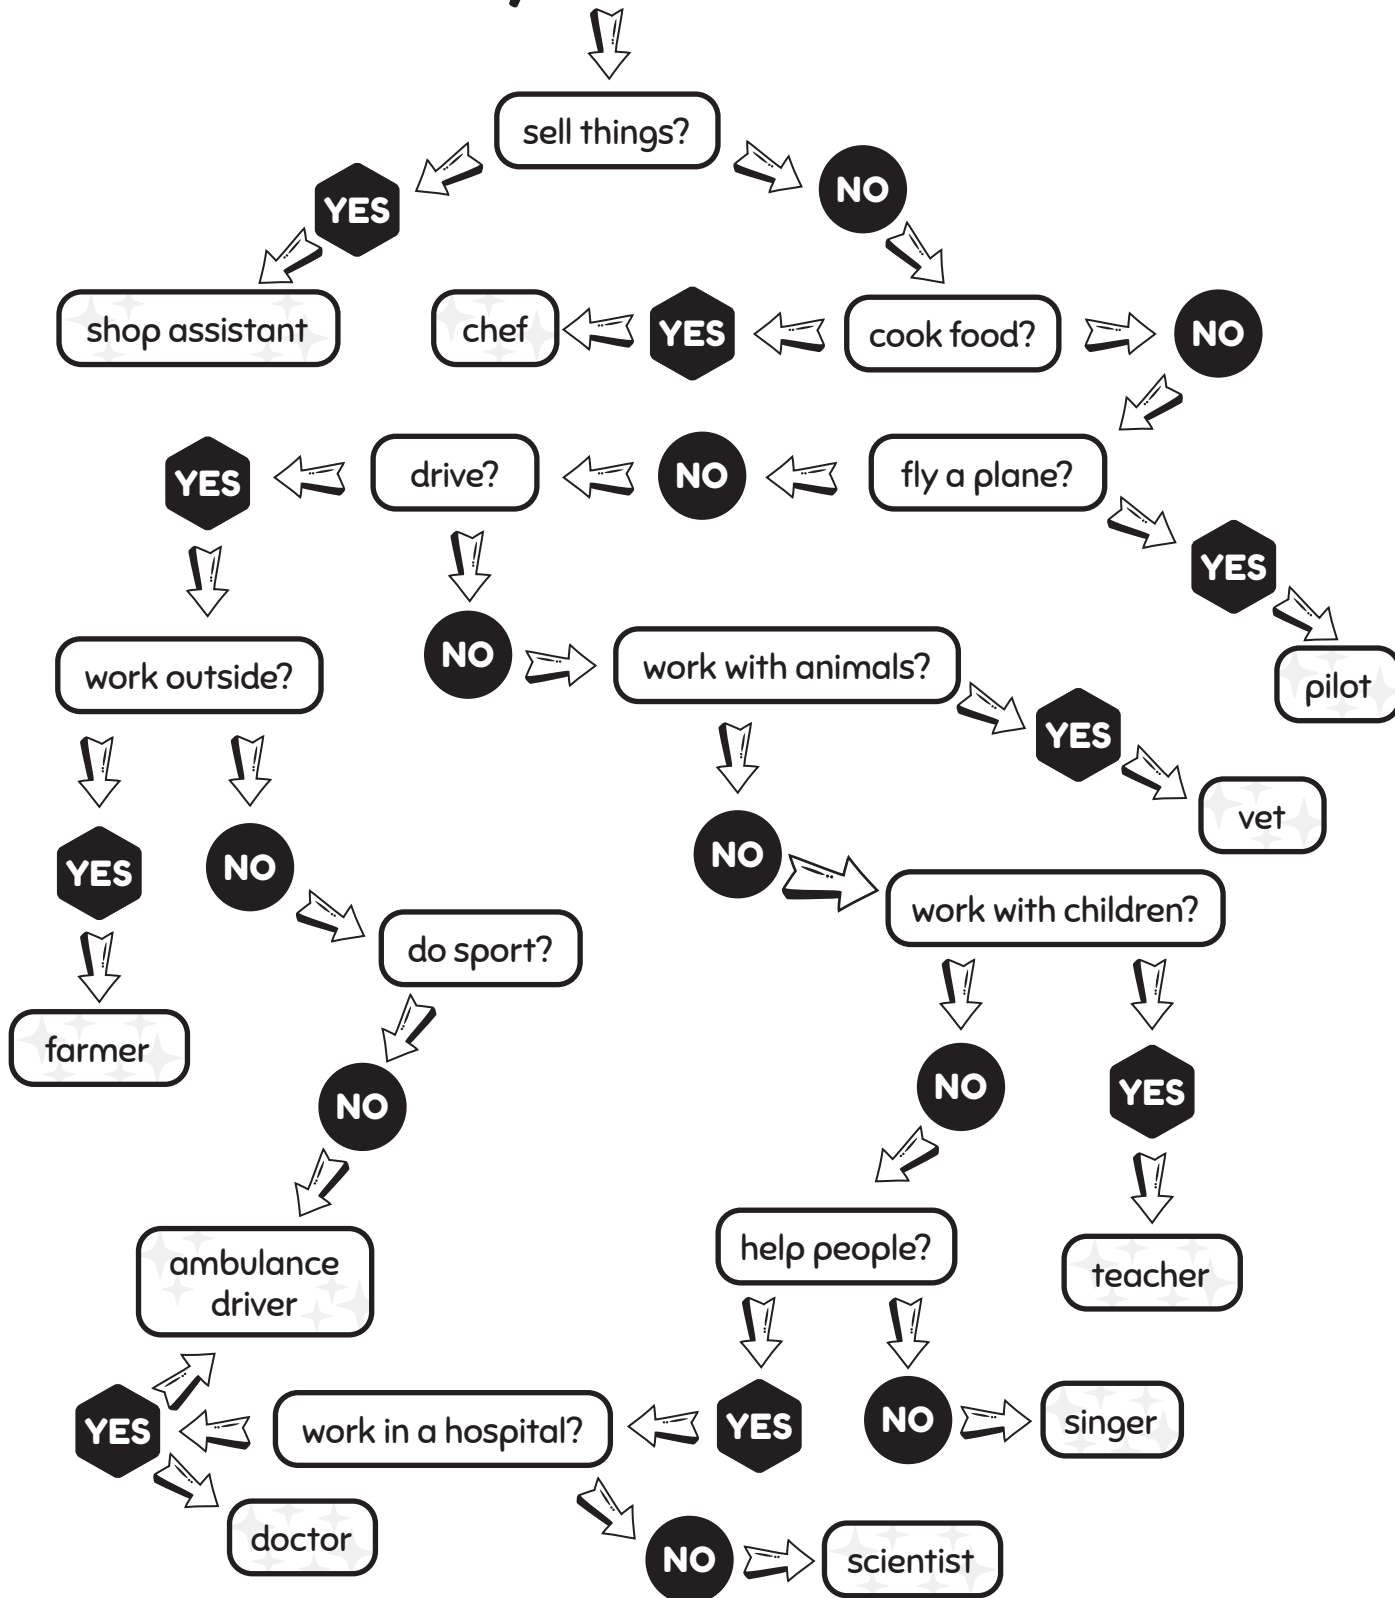 sell things?
YES
NO
shop assistant
chef
YES
cook food?
NO
YES
drive?
NO
fly a plane?
YES
pilot
work outside?
NO
work with animals?
YES
vet
YES
NO
NO
work with children?
do sport?
farmer
NO
NO
YES
ambulance
driver
help people?
teacher
YES
work in a hospital?
YES
NO
singer
doctor
NO
scientist